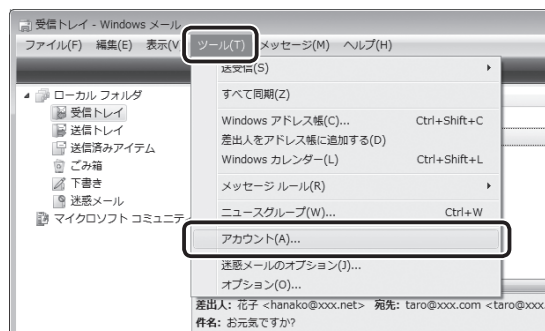 受信トレイ - Windows メール
ファイル(F) 編集(E) 表示(V ツール(T) メッセージ(M) ヘルプ(H)
送受信(S)
すべて同期(Z)
Windows アドレス帳(C)... Ctrl+Shift+C
差出人をアドレス帳に追加する(D)
Windows カレンダー(L) Ctrl+Shift+L
メッセージ ルール(R)
ニュースグループ(W)... Ctrl+W
アカウント(A)...
迷惑メールのオプション(J)...
オプション(O)...
ローカル フォルダ
受信トレイ
送信トレイ
送信済みアイテム
ごみ箱
下書き
迷惑メール
マイクロソフト コミュニティ
差出人: 花子 <hanako@xxx.net> 宛先: taro@xxx.com <taro@xxx
件名: お元気ですか?